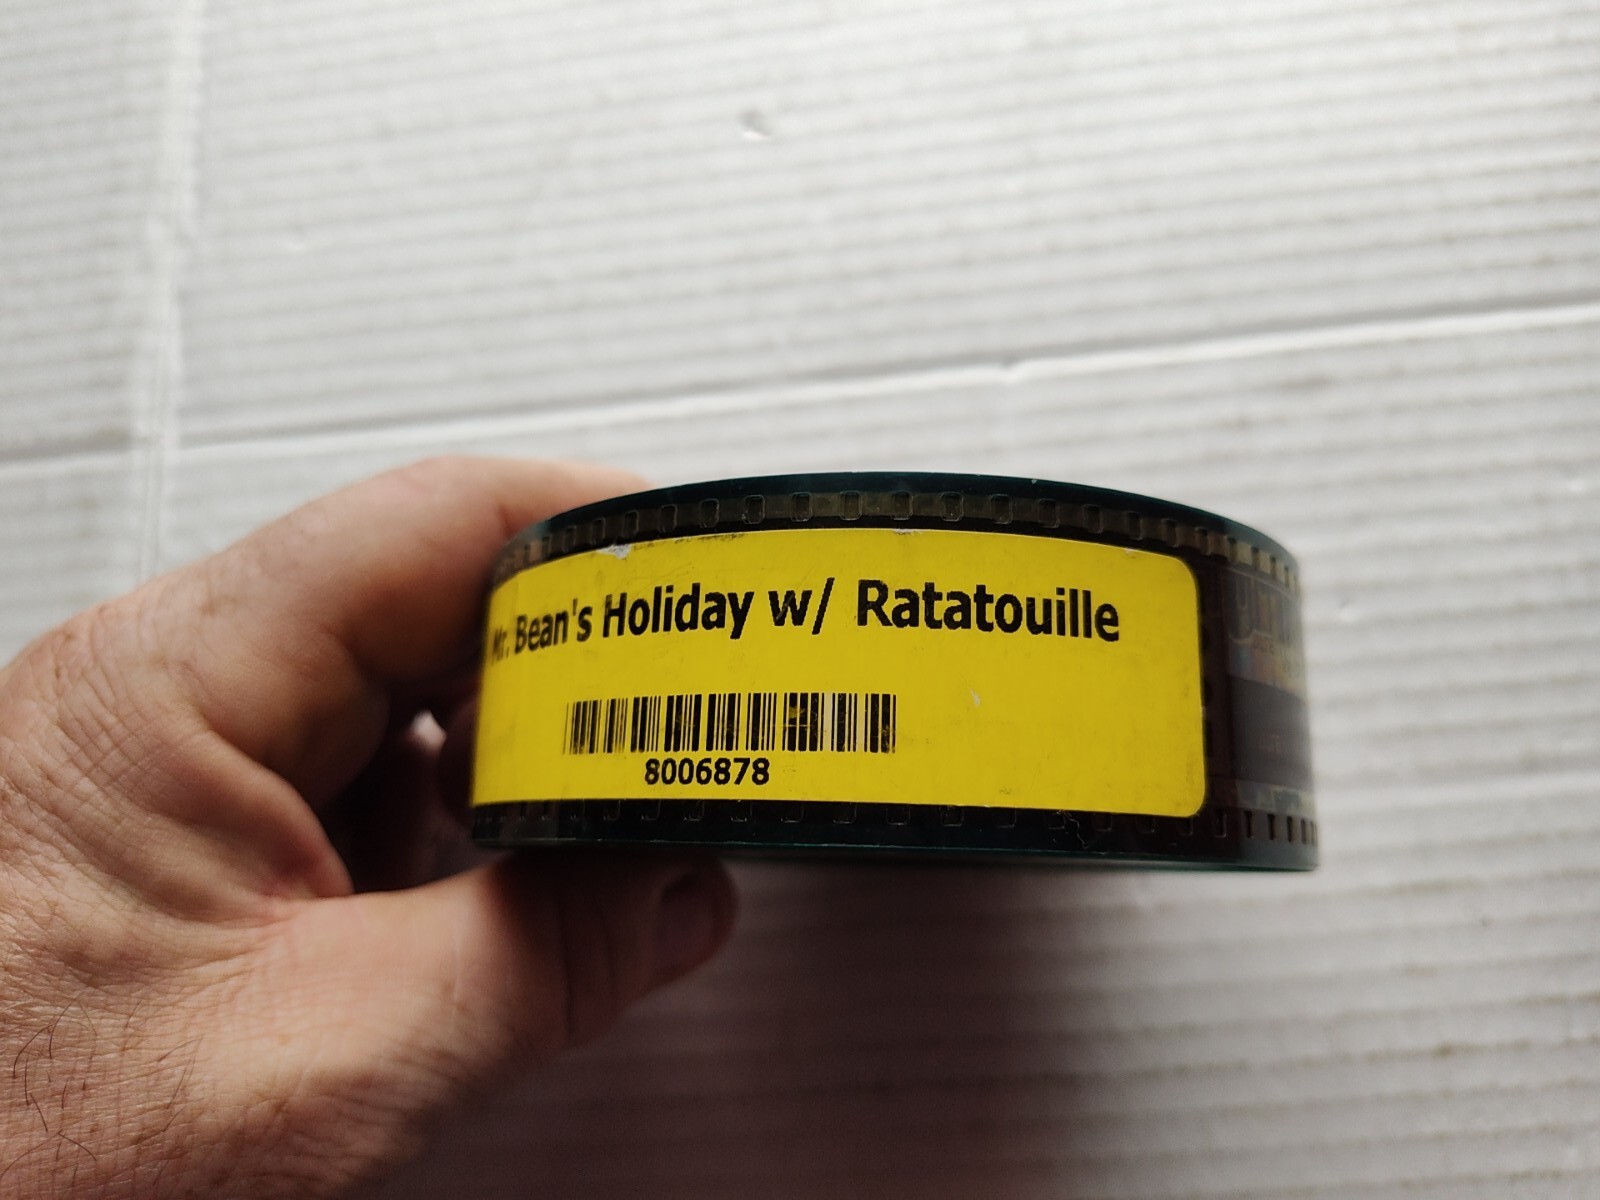 Mr. Bean's Holiday w/ Ratatouille
8006878